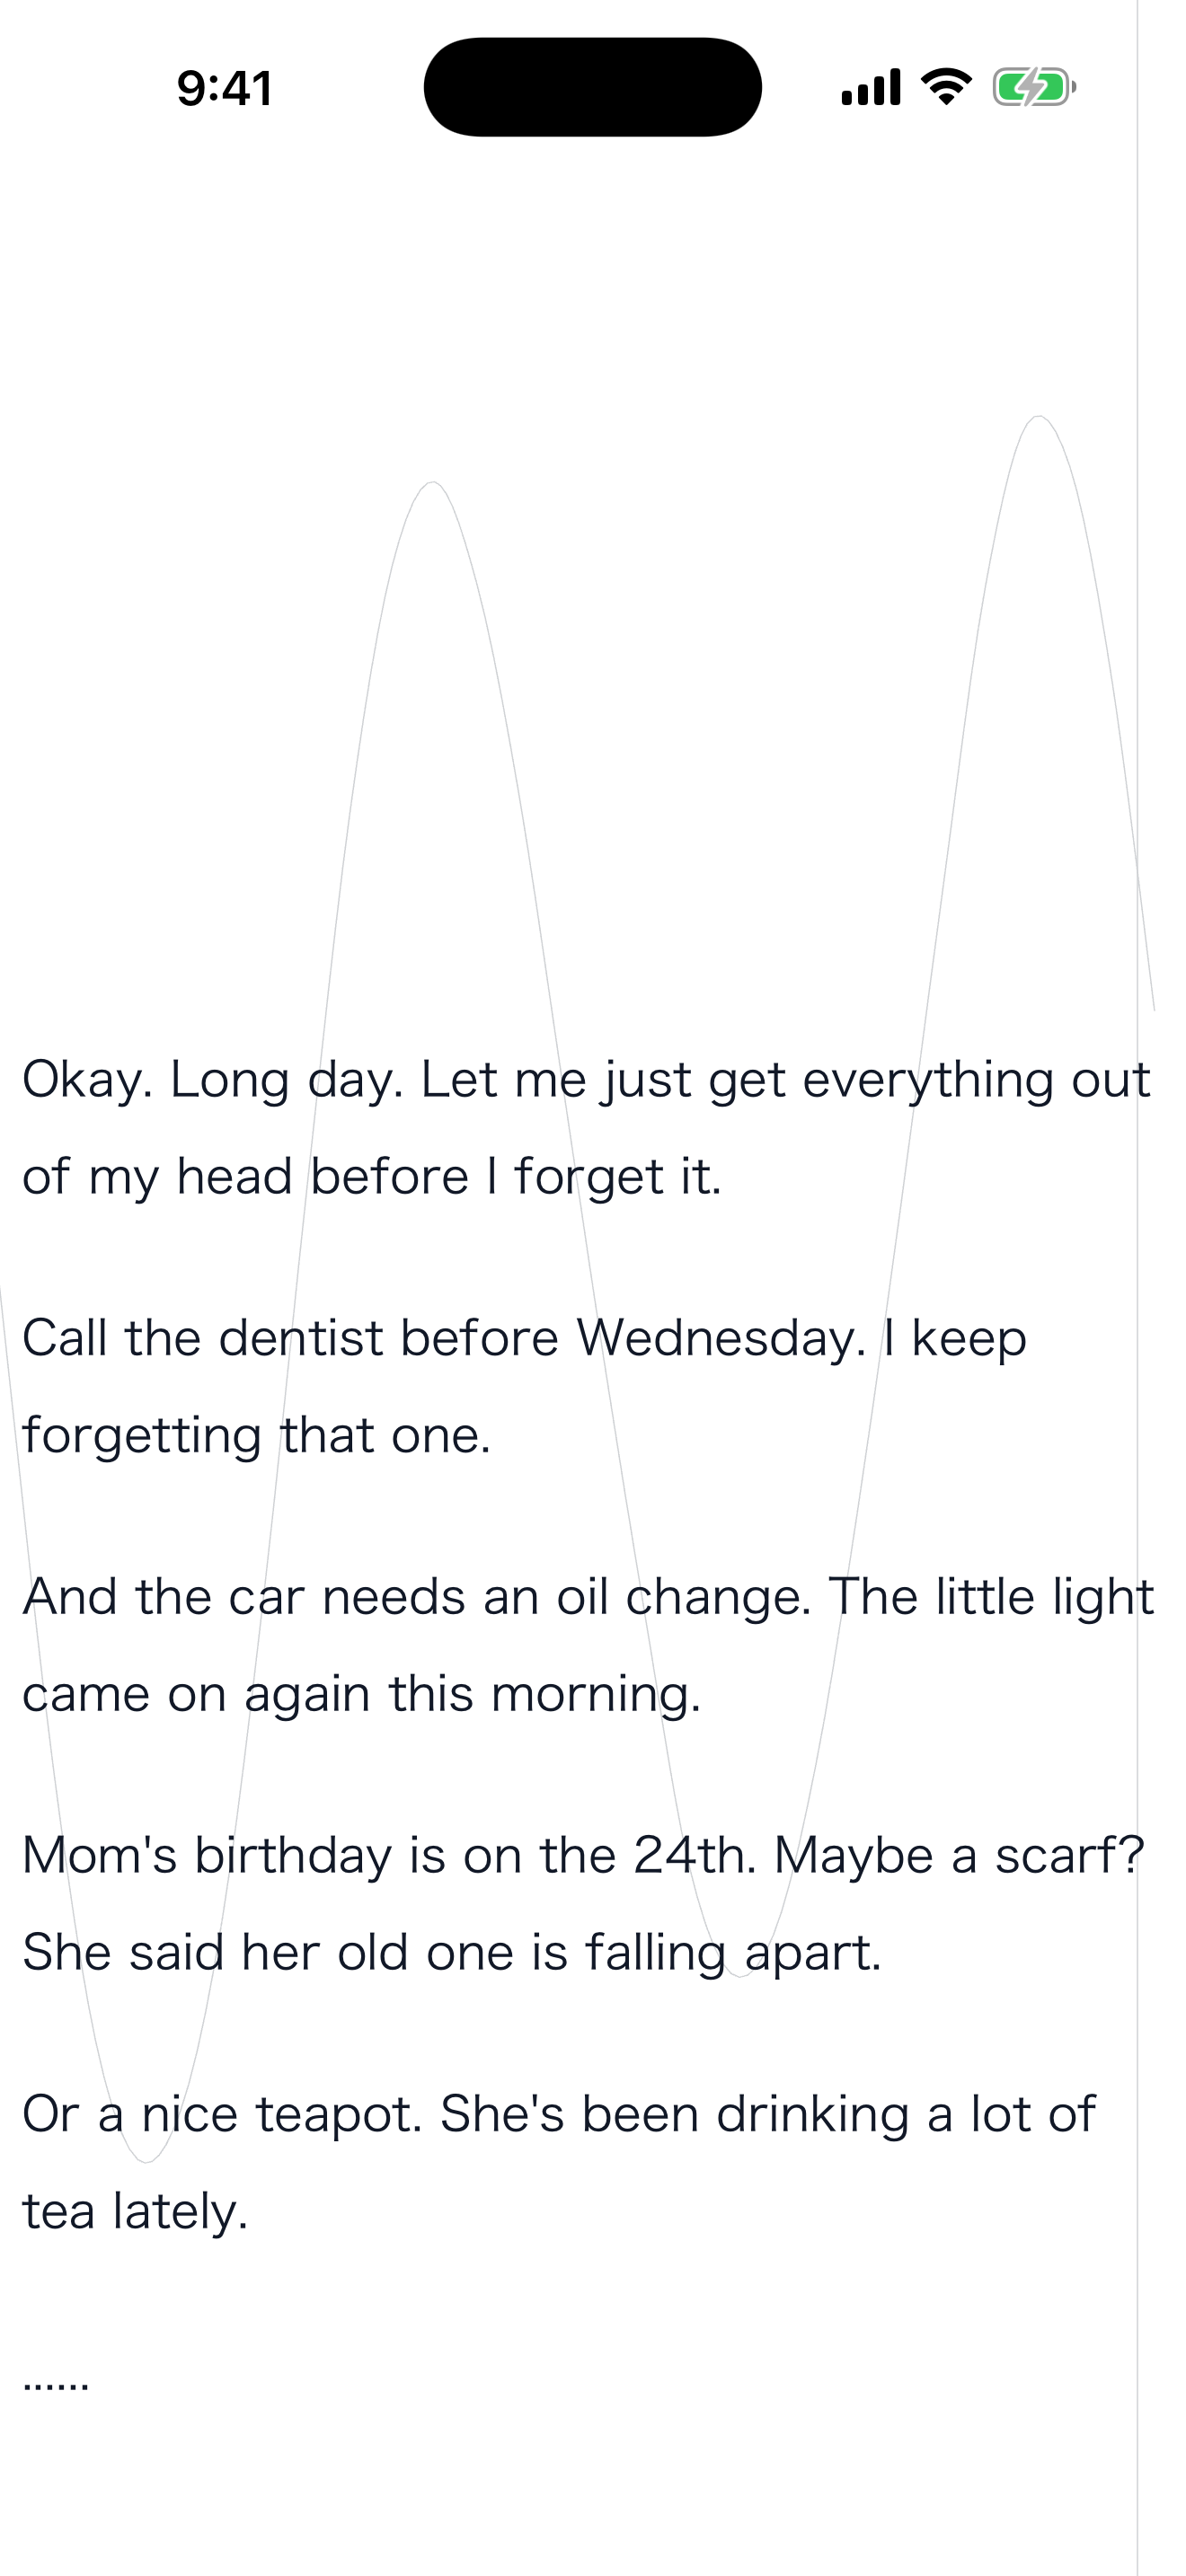 9:41
Okay. Long day. Let me just get everything out
of my head before I forget it.
Call the dentist before Wednesday. I keep
forgetting that one.
And the car needs an oil change. The little light
came on again this morning.
Mom's birthday is on the 24th. Maybe a scarf?
She said her old one is falling apart.
Or a nice teapot. She's been drinking a lot of
tea lately.
......